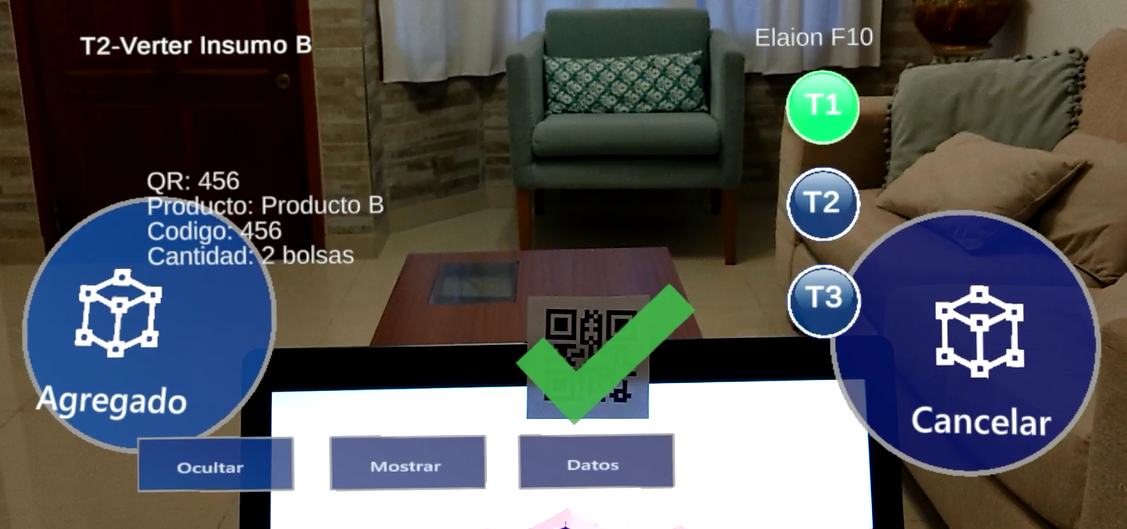 T2-Verter Insumo B
Elaion F10
T1
QR: 456
Producto: Producto B
Codigo: 456
Cantidad: 2 bolsas
T2
T3
Agregado
Cancelar
Ocultar
Mostrar
Datos